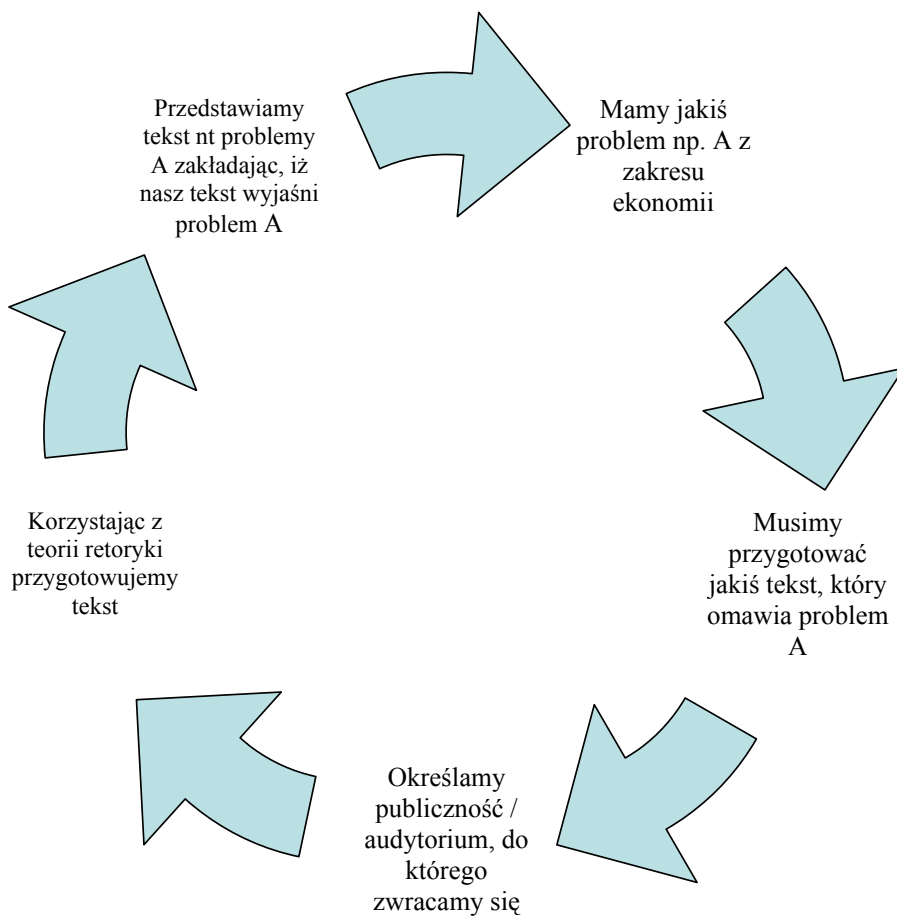 Mamy jakiś
problem np. A z
zakresu
ekonomii
Musimy
przygotować
jakiś tekst, który
omawia problem
A
Określamy
publiczność /
audytorium, do
którego
zwracamy się
Korzystając z
teorii retoryki
przygotowujemy
tekst
Przedstawiamy
tekst nt problemy
A zakładając, iż
nasz tekst wyjaśni
problem A